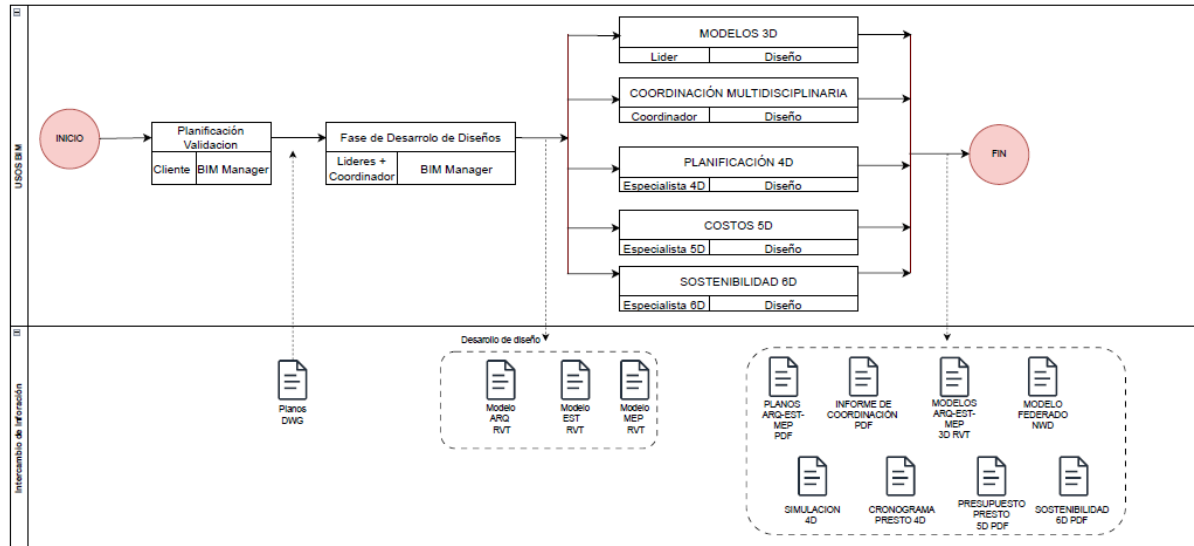 USOS BIM
INICIO
Planificación
Validacion
Cliente
BIM Manager
Fase de Desarrolo de Diseños
Lideres +
Coordinador
BIM Manager
MODELOS 3D
Lider
Diseño
COORDINACIÓN MULTIDISCIPLINARIA
Coordinador
Diseño
PLANIFICACIÓN 4D
Especialista 4D
Diseño
COSTOS 5D
Especialista 5D
Diseño
SOSTENIBILIDAD 6D
Especialista 6D
Diseño
FIN
Intercambio de Inforación
Planos
DWG
Desarollo de diseño
Modelo
ARQ
RVT
Modelo
EST
RVT
Modelo
MEP
RVT
PLANOS
ARQ-EST-
MEP
PDF
INFORME DE
COORDINACIÓN
PDF
MODELOS
ARQ-EST-
MEP
3D RVT
MODELO
FEDERADO
NWD
SIMULACION
4D
CRONOGRAMA
PRESTO 4D
PRESUPUESTO
PRESTO
5D PDF
SOSTENIBILIDAD
6D PDF